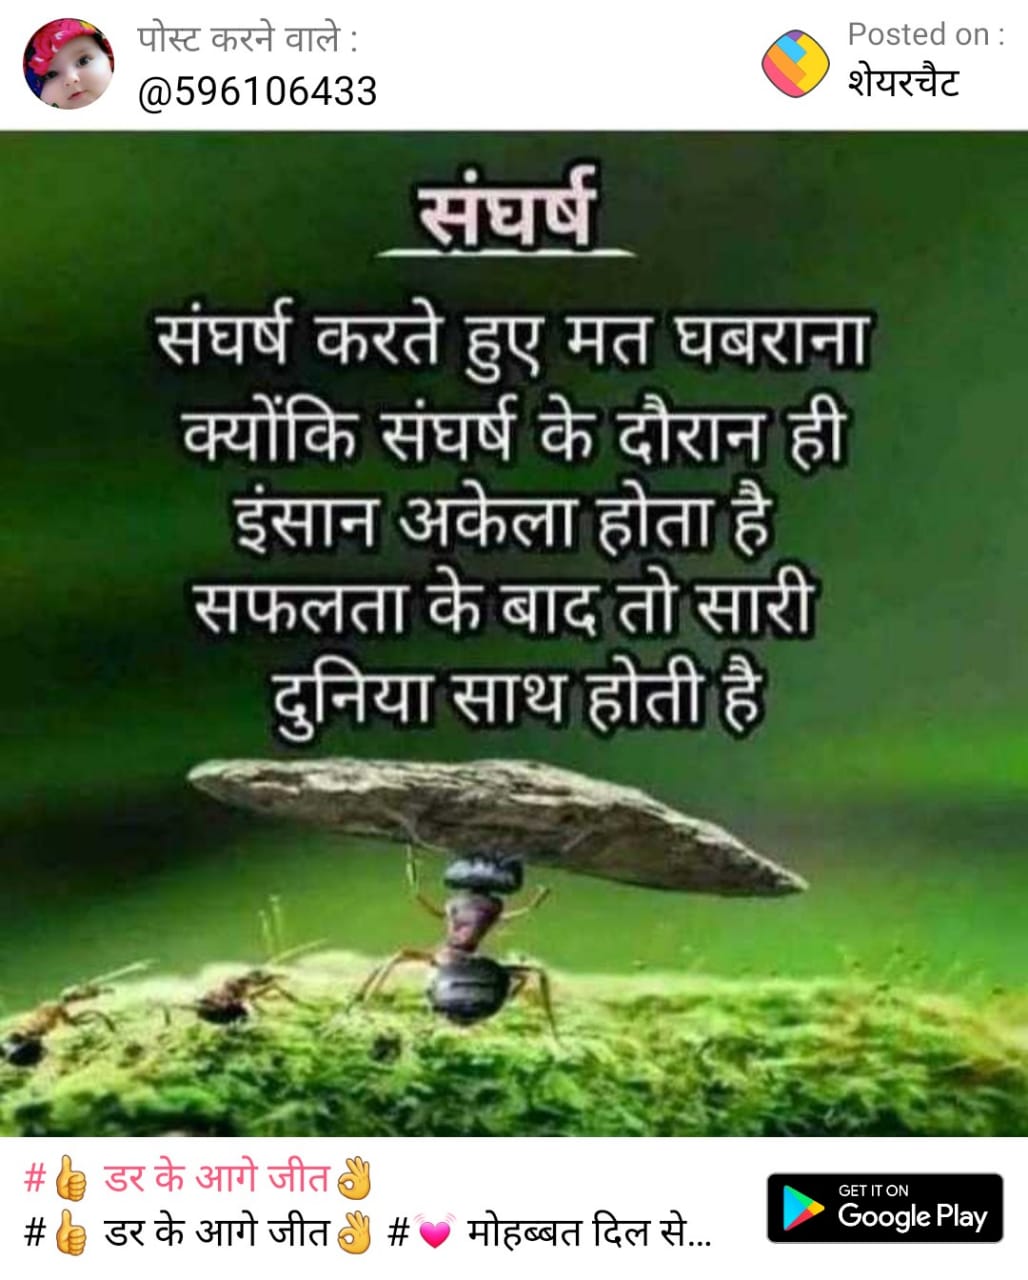 पोस्ट करने वाले :
@596106433
Posted on :
शेयरचैट
संघर्ष
संघर्ष करते हुए मत घबराना
क्योंकि संघर्ष के दौरान ही
इंसान अकेला होता है
सफलता के बाद तो सारी
दुनिया साथ होती है
#👍 डर के आगे जीत👌
#👍 डर के आगे जीत👌 #💓 मोहब्बत दिल से...
GET IT ON
Google Play